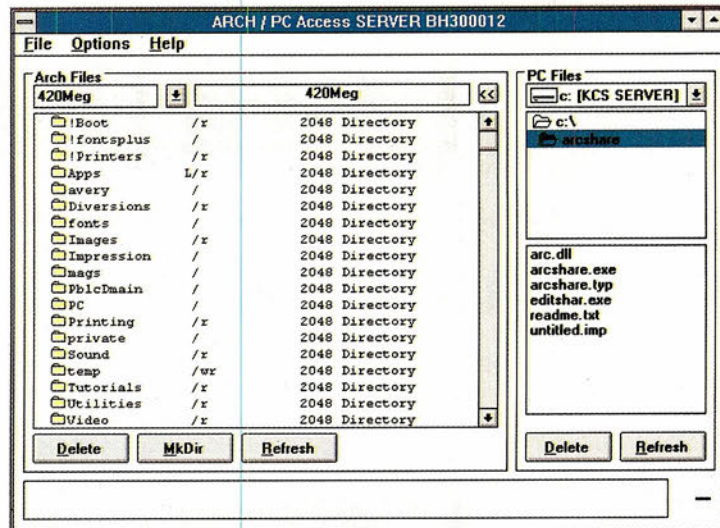 ARCH / PC Access SERVER BH300012
File Options Help
Arch Files
420Meg
420Meg
<<
!Boot /r 2048 Directory
!fontsplus / 2048 Directory
!Printers /r 2048 Directory
Apps L/r 2048 Directory
avery / 2048 Directory
Diversions /r 2048 Directory
fonts / 2048 Directory
Images /r 2048 Directory
Impression / 2048 Directory
mags / 2048 Directory
PblcDmain / 2048 Directory
PC / 2048 Directory
Printing /r 2048 Directory
private / 2048 Directory
Sound /r 2048 Directory
temp /wr 2048 Directory
Tutorials /r 2048 Directory
Utilities /r 2048 Directory
Video /r 2048 Directory
Delete MkDir Refresh
PC Files
c: [KCS SERVER]
c:\
arcshare
arc.dll
arcshare.exe
arcshare.typ
editshar.exe
readme.txt
untitled.imp
Delete Refresh